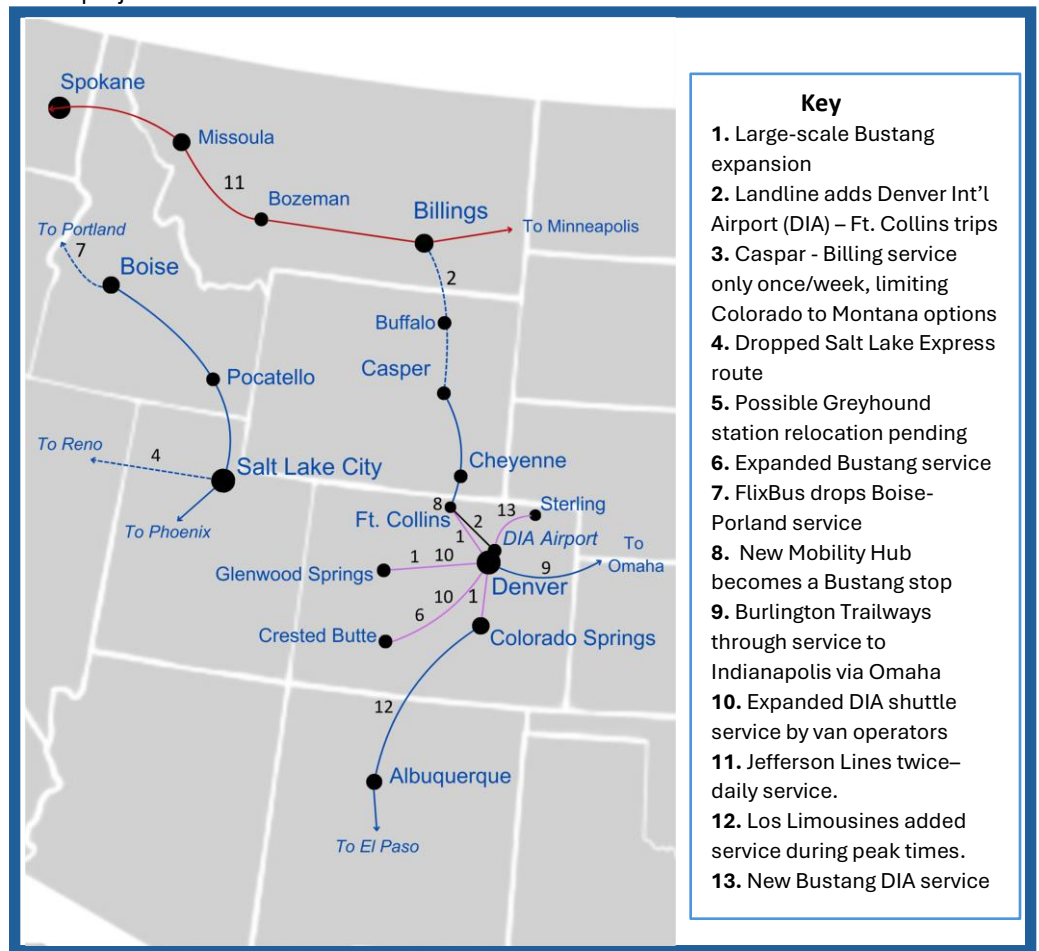 Spokane
Missoula
11
Bozeman
Billings
To Minneapolis
To Portland
7
Boise
2
Buffalo
Casper
Pocatello
To Reno
4
Salt Lake City
Cheyenne
To Phoenix
8
13
Sterling
Ft. Collins
2
1
DIA Airport
To
Omaha
1
10
9
Glenwood Springs
Denver
10
1
6
Crested Butte
Colorado Springs
12
Albuquerque
To El Paso
Key
1. Large-scale Bustang
expansion
2. Landline adds Denver Int'l
Airport (DIA) – Ft. Collins trips
3. Caspar - Billing service
only once/week, limiting
Colorado to Montana options
4. Dropped Salt Lake Express
route
5. Possible Greyhound
station relocation pending
6. Expanded Bustang service
7. FlixBus drops Boise-
Porland service
8. New Mobility Hub
becomes a Bustang stop
9. Burlington Trailways
through service to
Indianapolis via Omaha
10. Expanded DIA shuttle
service by van operators
11. Jefferson Lines twice–
daily service.
12. Los Limousines added
service during peak times.
13. New Bustang DIA service